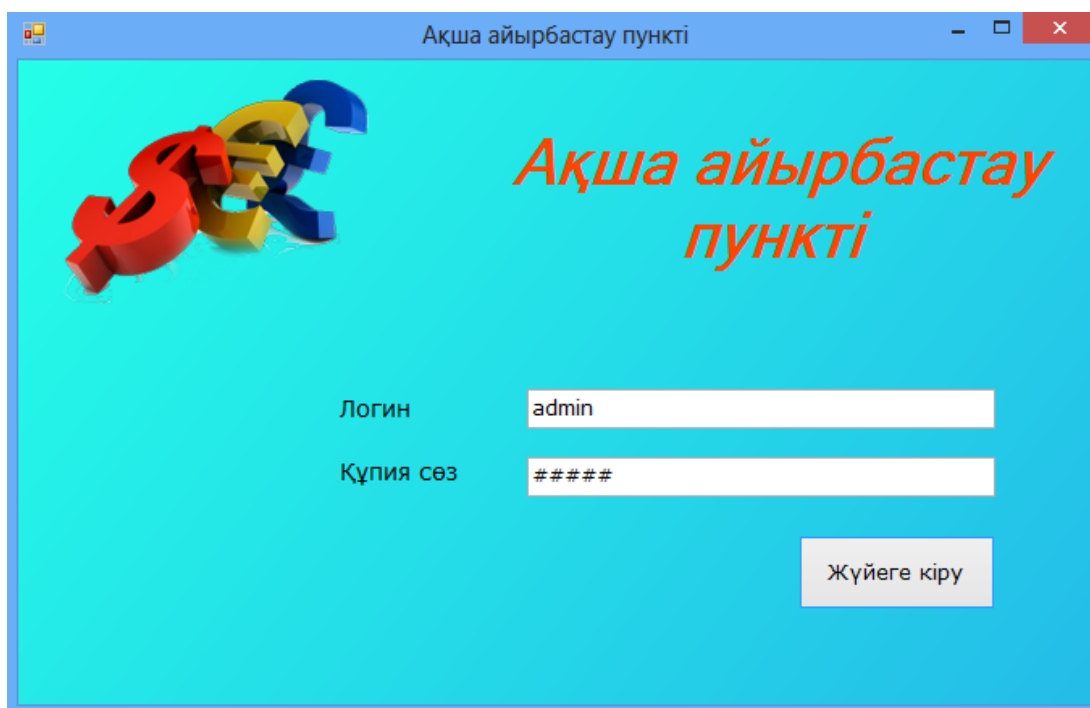 Ақша айырбастау пункті
Ақша айырбастау
пункті
Логин
admin
Құпия сөз
#####
Жүйеге кіру